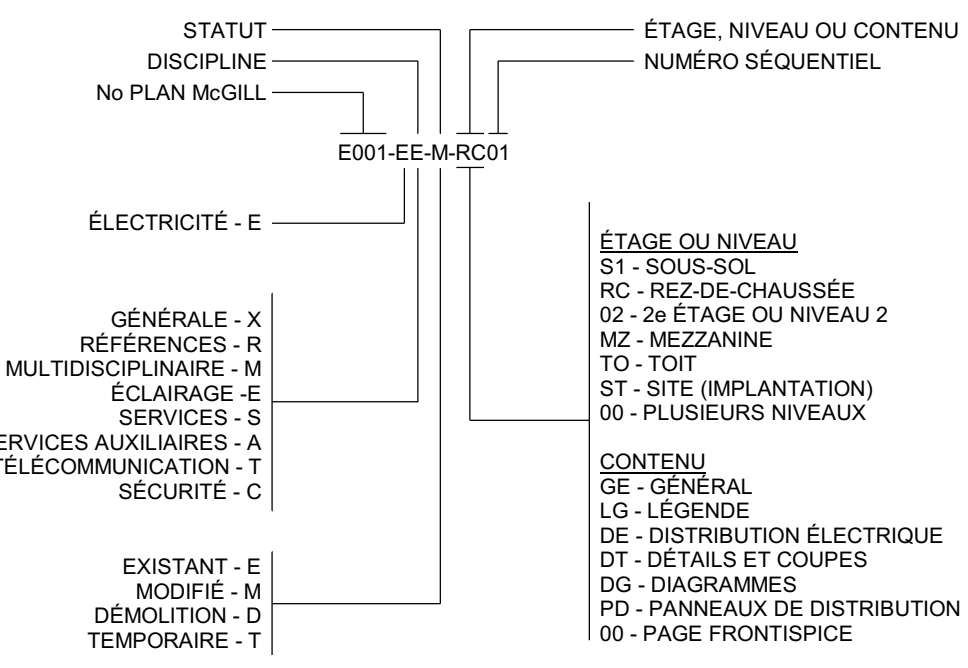 STATUT
DISCIPLINE
No PLAN McGILL
ÉTAGE, NIVEAU OU CONTENU
NUMÉRO SÉQUENTIEL
E001-EE-M-RC01
ÉLECTRICITÉ - E
GÉNÉRALE - X
RÉFÉRENCES - R
MULTIDISCIPLINAIRE - M
ÉCLAIRAGE -E
SERVICES - S
ERVICES AUXILIAIRES - A
TÉLÉCOMMUNICATION - T
SÉCURITÉ - C
EXISTANT - E
MODIFIÉ - M
DÉMOLITION - D
TEMPORAIRE - T
ÉTAGE OU NIVEAU
S1 - SOUS-SOL
RC - REZ-DE-CHAUSSÉE
02 - 2e ÉTAGE OU NIVEAU 2
MZ - MEZZANINE
TO - TOIT
ST - SITE (IMPLANTATION)
00 - PLUSIEURS NIVEAUX
CONTENU
GE - GÉNÉRAL
LG - LÉGENDE
DE - DISTRIBUTION ÉLECTRIQUE
DT - DÉTAILS ET COUPES
DG - DIAGRAMMES
PD - PANNEAUX DE DISTRIBUTION
00 - PAGE FRONTISPICE